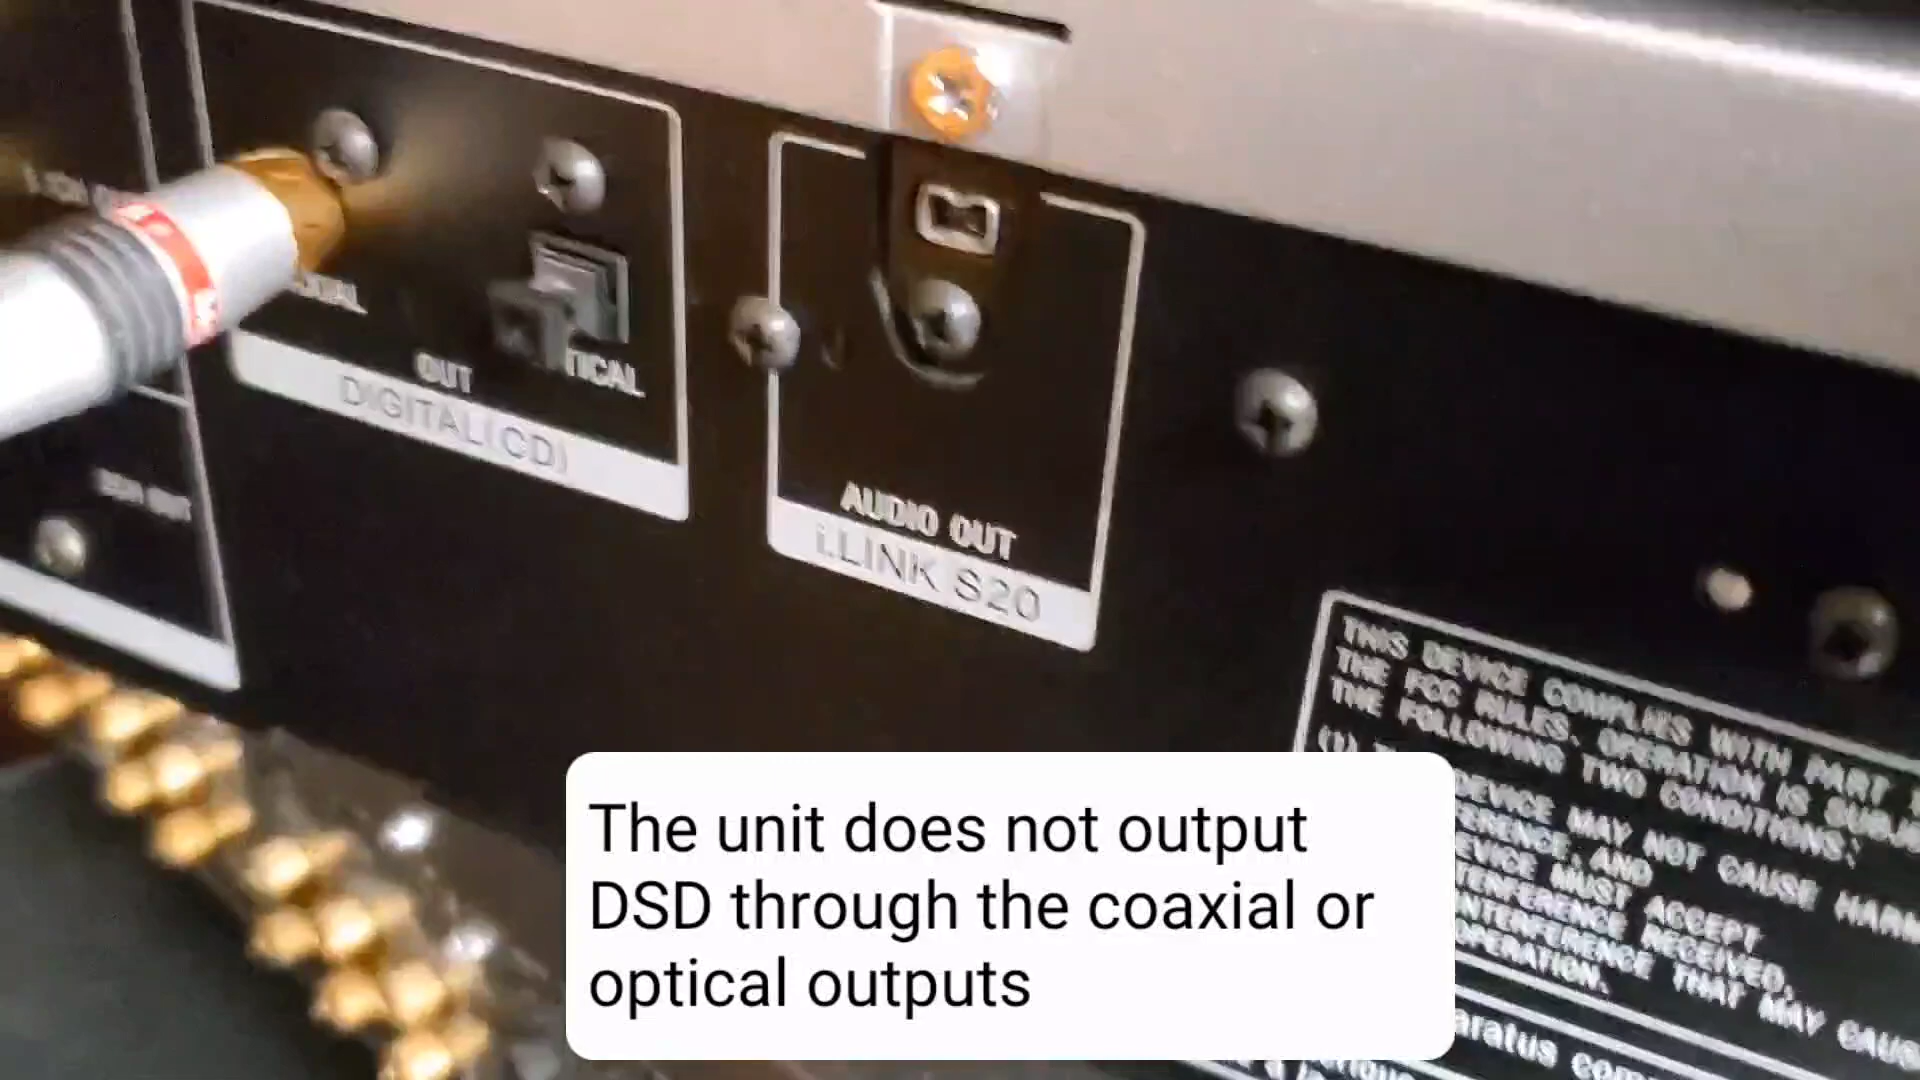 OUT
DIGITAL(CD)
AUDIO OUT
i.LINK S20
THIS DEVICE COMPLIES WITH PART
THE FCC RULES. OPERATION IS
THE FOLLOWING TWO CONDITIONS:
DEVICE MAY NOT CAUSE
AND
MUST ACCEPT
RECEIVED,
INTERFERENCE THAT MAY
OPERATION.
The unit does not output
DSD through the coaxial or
optical outputs